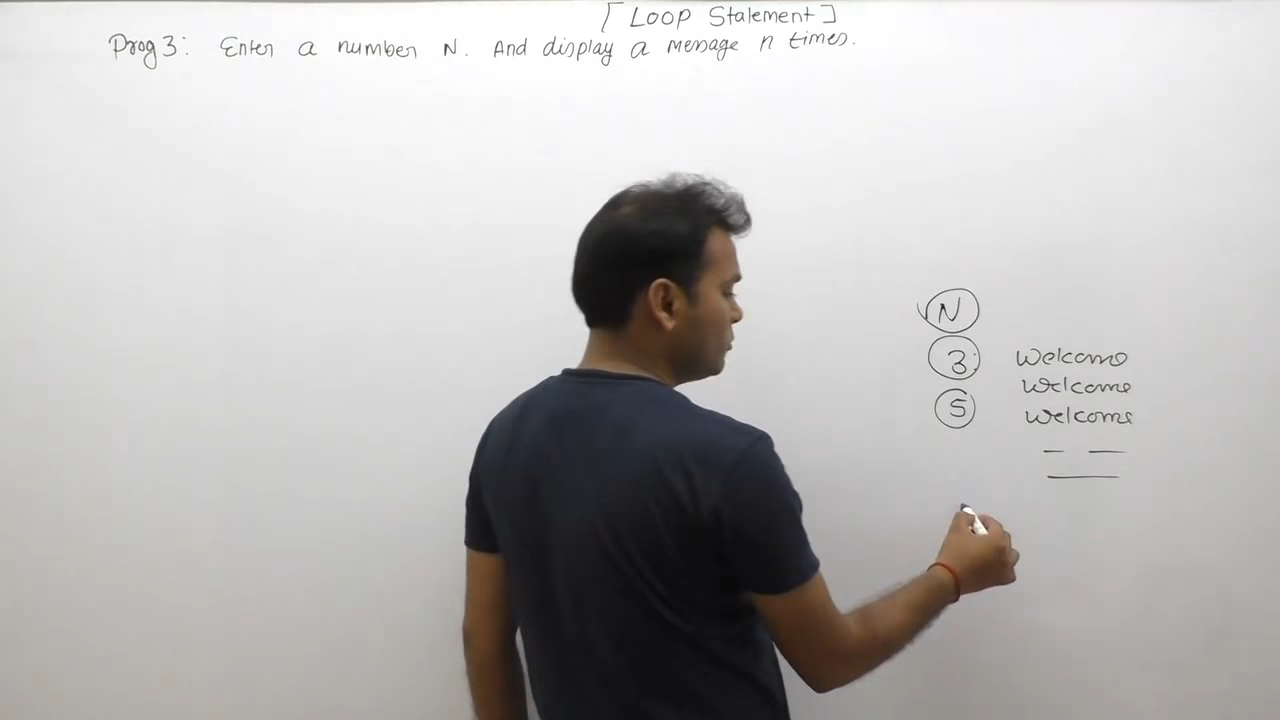 [Loop Statement]
Prog 3: Enter a number N. And display a message n times.
N
3 Welcome
Welcome
5 Welcome